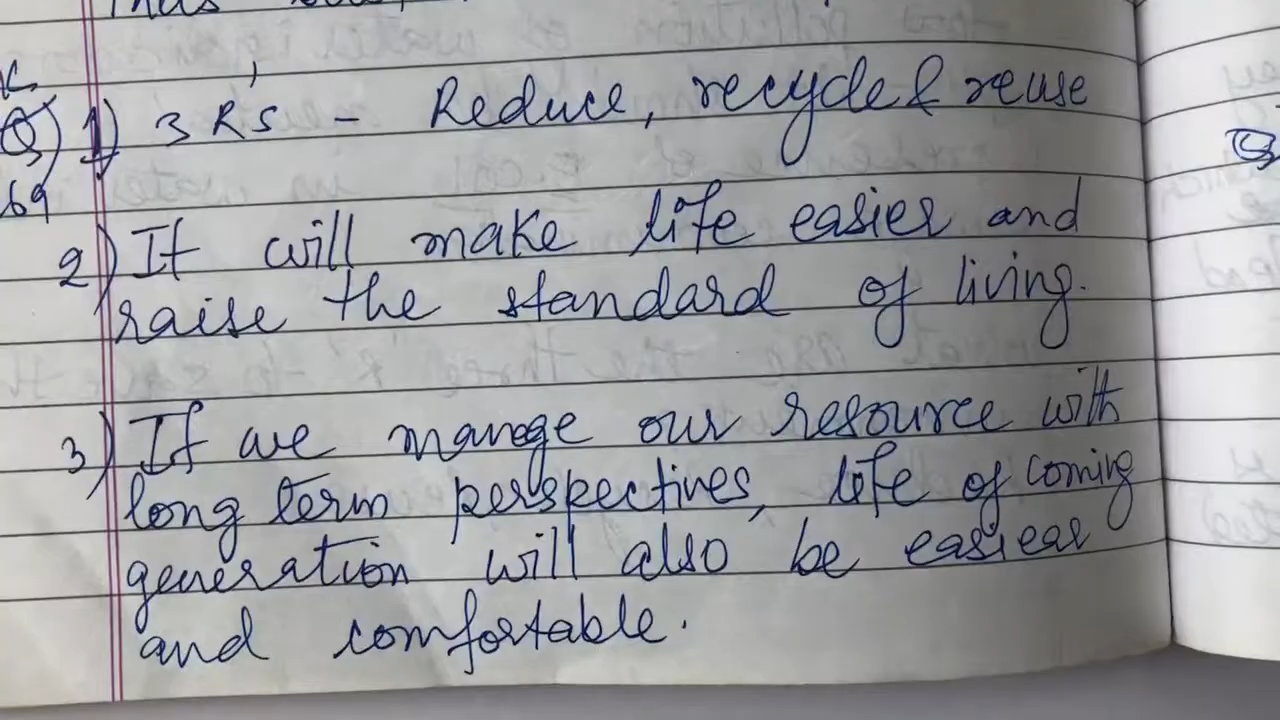 Q) 1) 3 R's - Reduce, recycle & reuse
69
2) It will make life easier and
raise the standard of living.
3) If we manage our resource with
long term perspectives, life of coming
generation will also be easiear
and comfortable.